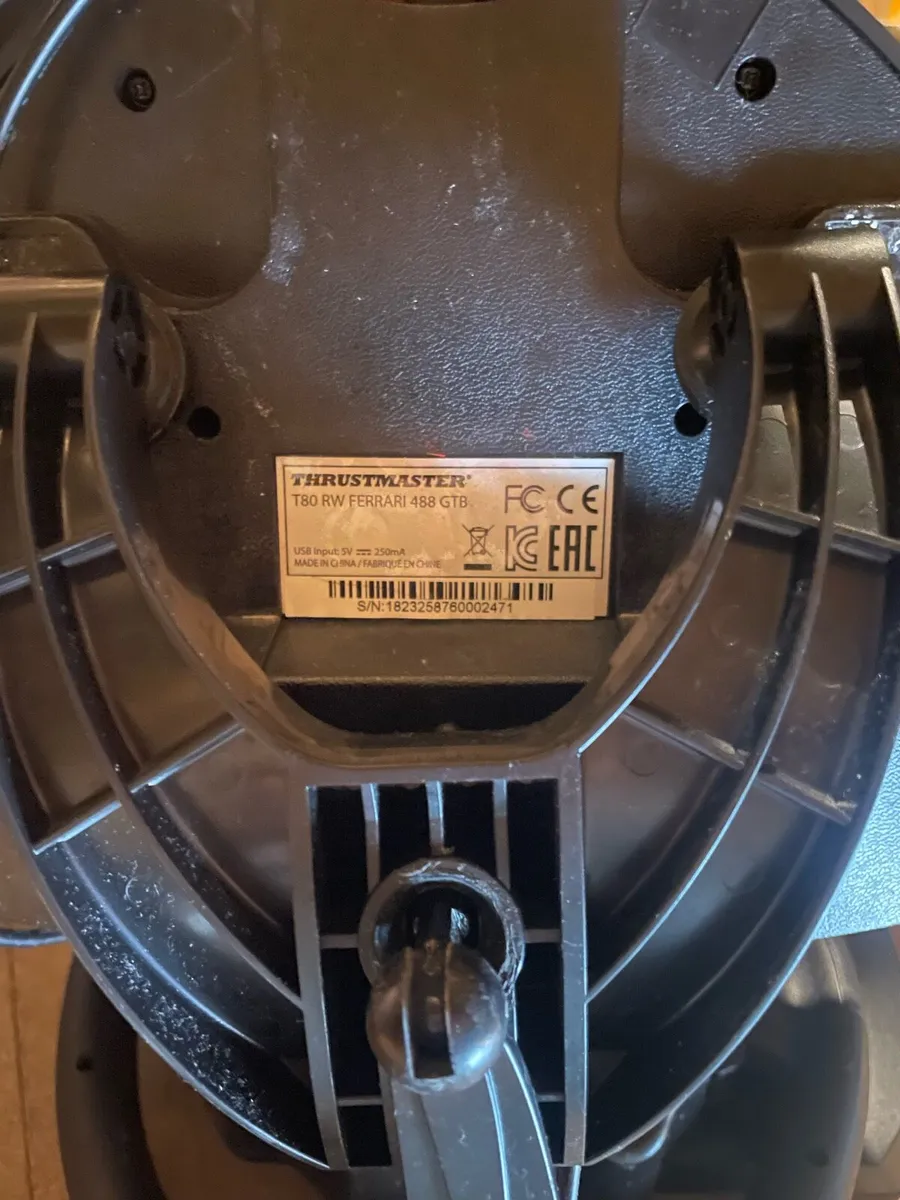 THRUSTMASTER®
T80 RW FERRARI 488 GTB
FC CE
USB Input: 5V ⎓ 250mA
KC EAC
MADE IN CHINA / FABRIQUE EN CHINE
S/N:1823258760002471